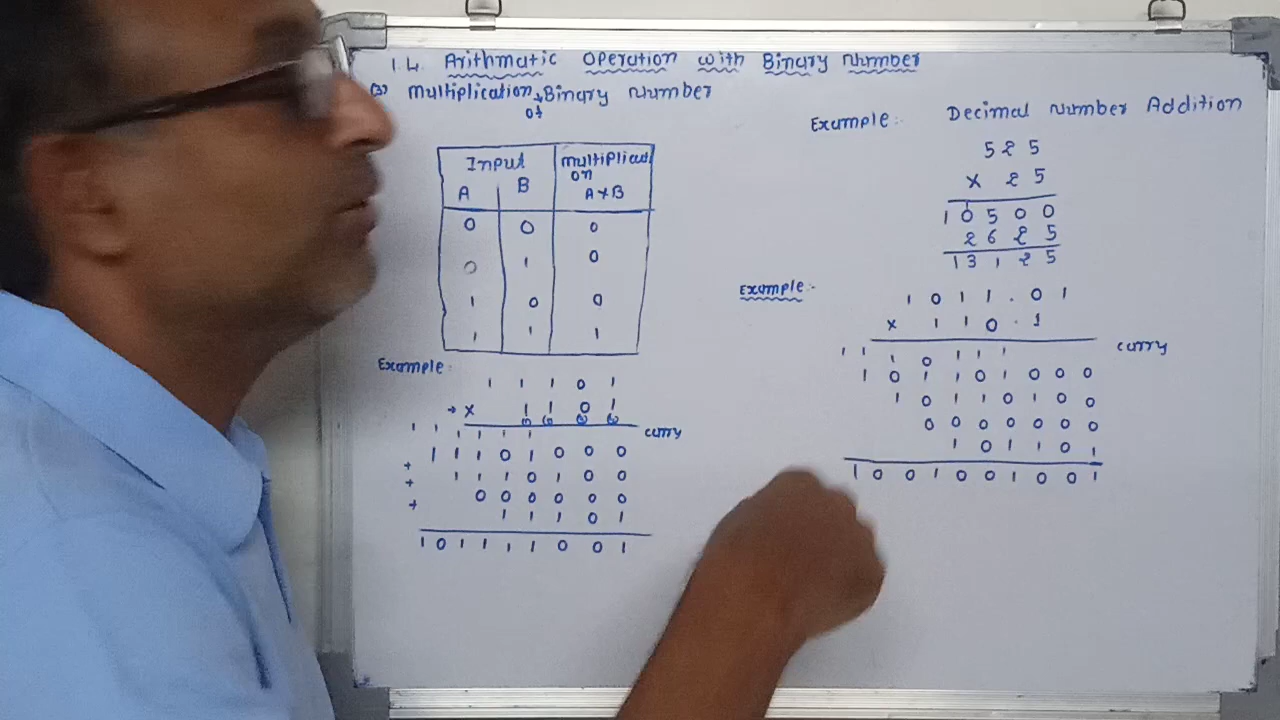 1.4. Arithmatic Operation with Binary Number
(3) Multiplication of Binary Number
Input Multiplicati on
A B A × B
0 0 0
0 1 0
1 0 0
1 1 1
Example:
1 1 1 0 1
→ × 1 1 0 1
1 1 1 1 1 carry
1 1 1 0 1 0 0 0
+ 1 1 1 0 1 0 0
+ 0 0 0 0 0 0
+ 1 1 1 0 1
1 0 1 1 1 1 0 0 1
Example: Decimal Number Addition
5 2 5
× 2 5
1 0 5 0 0
2 6 2 5
1 3 1 2 5
Example:-
1 0 1 1 . 0 1
× 1 1 0 . 1
1 1 1 0 1 1 1 carry
1 0 1 1 0 1 0 0 0
1 0 1 1 0 1 0 0
0 0 0 0 0 0 0
1 0 1 1 0 1
1 0 0 1 0 0 1 0 0 1